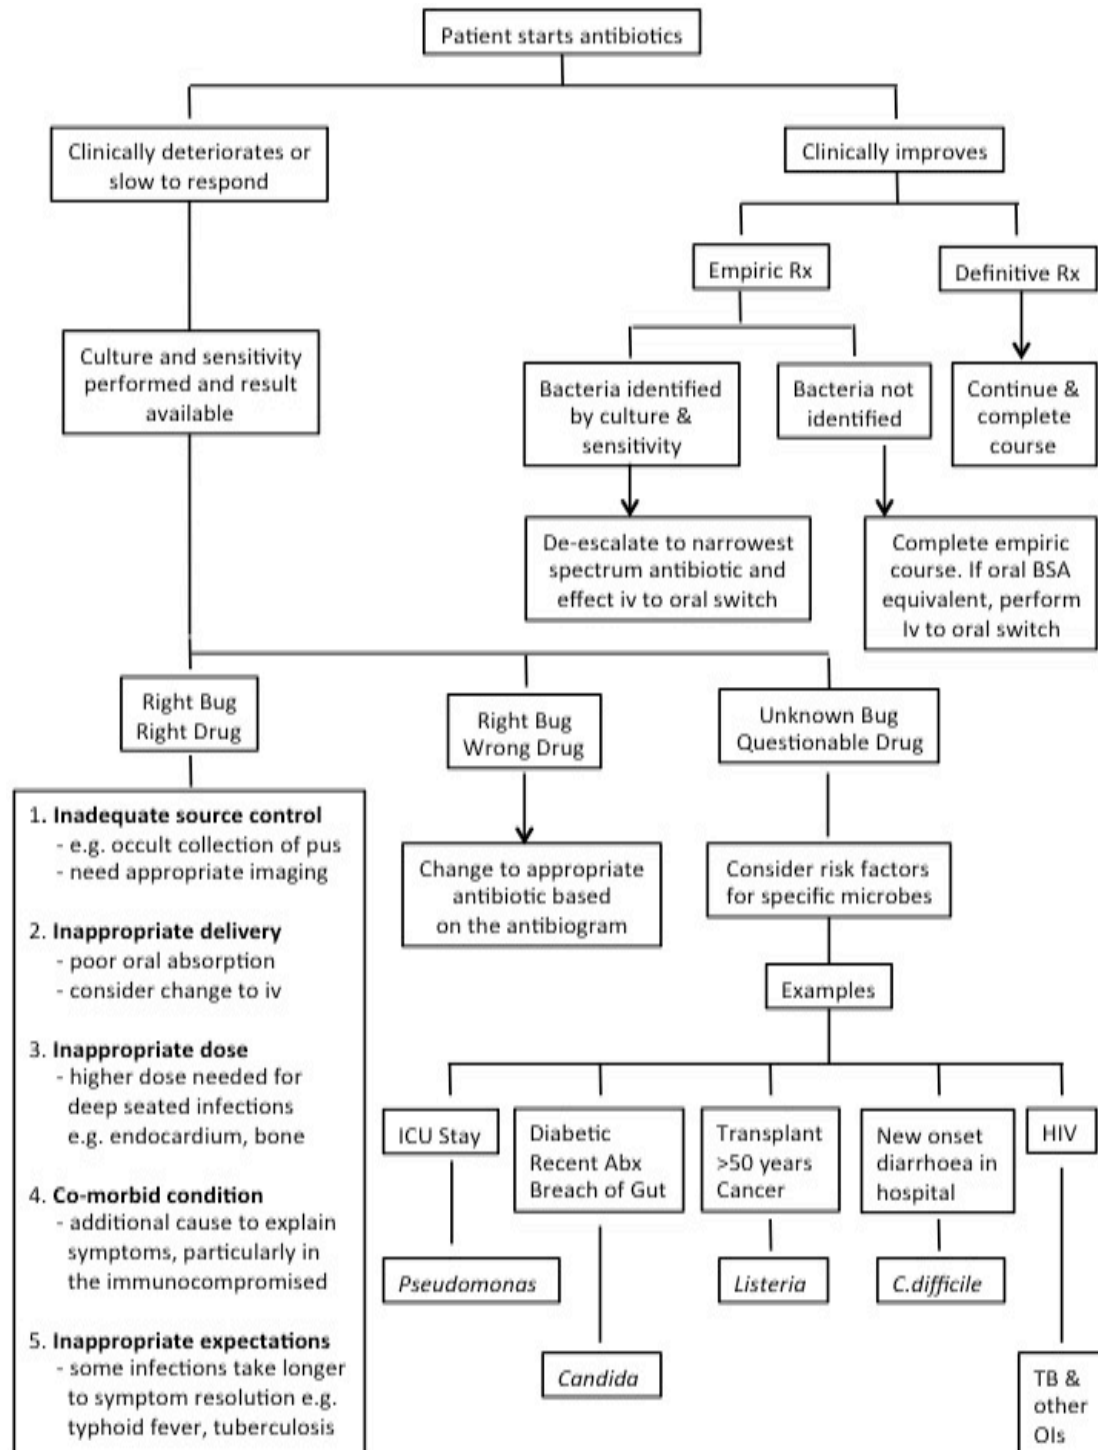 Patient starts antibiotics
Clinically deteriorates or
slow to respond
Clinically improves
Empiric Rx
Definitive Rx
Culture and sensitivity
performed and result
available
Bacteria identified
by culture &
sensitivity
Bacteria not
identified
Continue &
complete
course
De-escalate to narrowest
spectrum antibiotic and
effect iv to oral switch
Complete empiric
course. If oral BSA
equivalent, perform
Iv to oral switch
Right Bug
Right Drug
Right Bug
Wrong Drug
Unknown Bug
Questionable Drug
1. Inadequate source control
- e.g. occult collection of pus
- need appropriate imaging
2. Inappropriate delivery
- poor oral absorption
- consider change to iv
3. Inappropriate dose
- higher dose needed for
deep seated infections
e.g. endocardium, bone
4. Co-morbid condition
- additional cause to explain
symptoms, particularly in
the immunocompromised
5. Inappropriate expectations
- some infections take longer
to symptom resolution e.g.
typhoid fever, tuberculosis
Change to appropriate
antibiotic based
on the antibiogram
Consider risk factors
for specific microbes
Examples
ICU Stay
Diabetic
Recent Abx
Breach of Gut
Transplant
>50 years
Cancer
New onset
diarrhoea in
hospital
HIV
Pseudomonas
Listeria
C.difficile
Candida
TB &
other
OIs